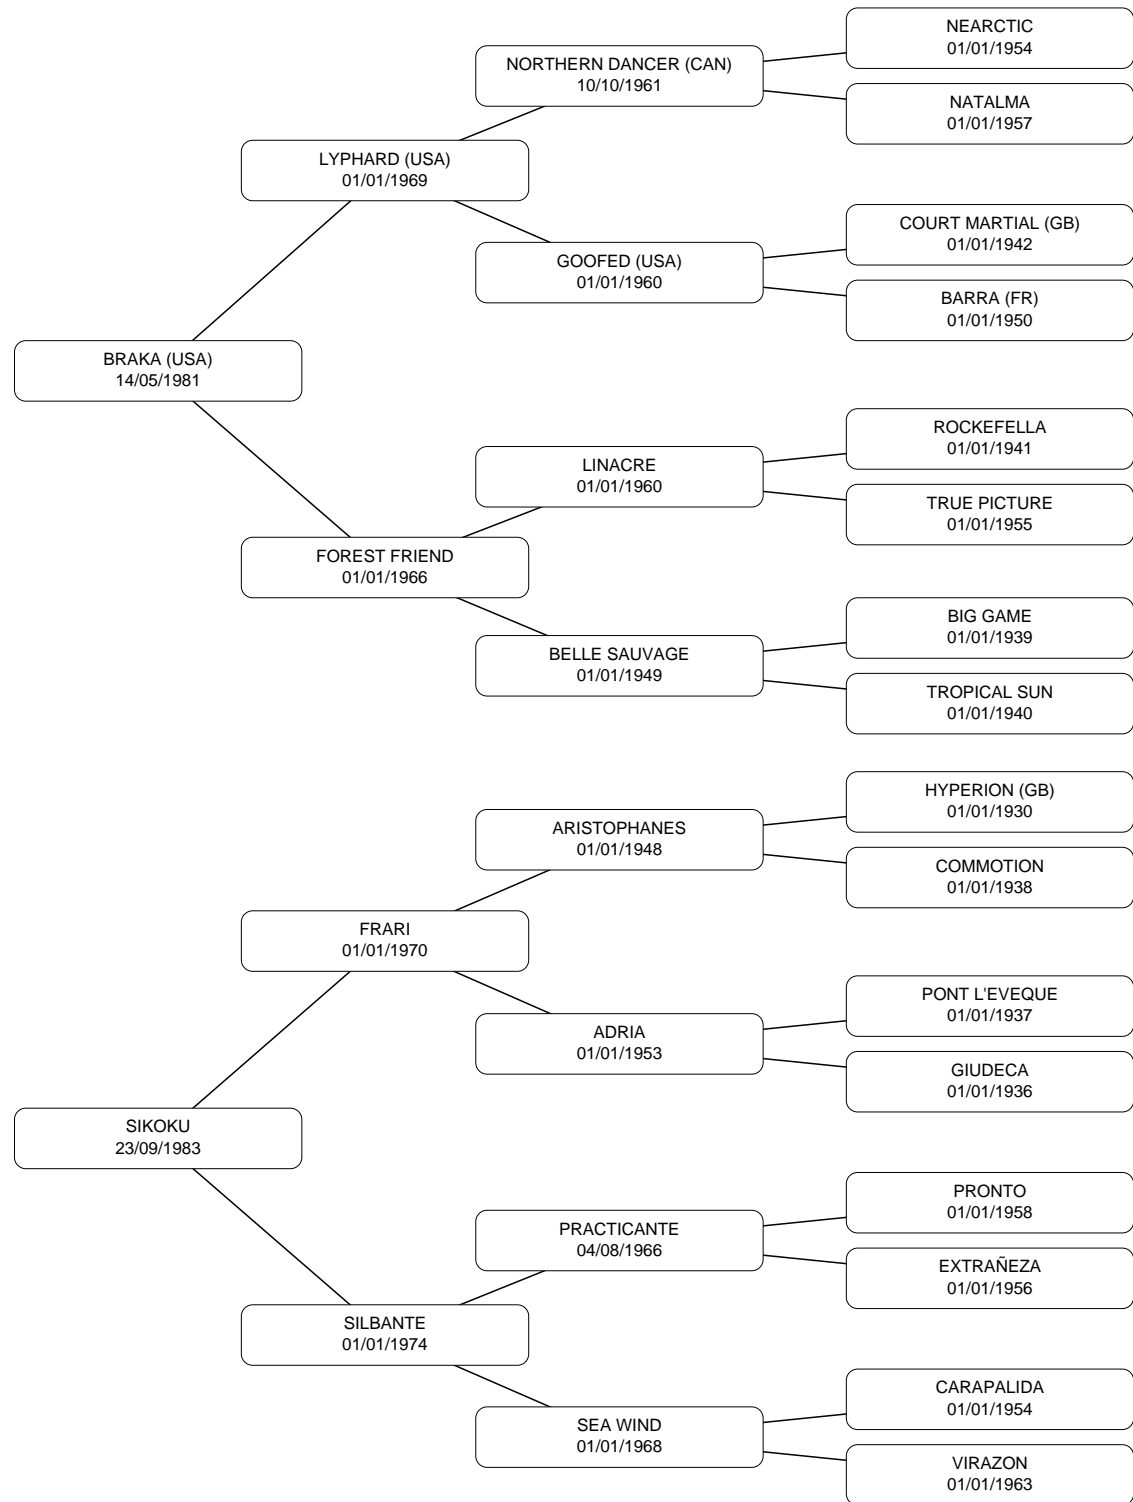 NEARCTIC
01/01/1954
NORTHERN DANCER (CAN)
10/10/1961
NATALMA
01/01/1957
LYPHARD (USA)
01/01/1969
COURT MARTIAL (GB)
01/01/1942
GOOFED (USA)
01/01/1960
BARRA (FR)
01/01/1950
BRAKA (USA)
14/05/1981
ROCKEFELLA
01/01/1941
LINACRE
01/01/1960
TRUE PICTURE
01/01/1955
FOREST FRIEND
01/01/1966
BIG GAME
01/01/1939
BELLE SAUVAGE
01/01/1949
TROPICAL SUN
01/01/1940
HYPERION (GB)
01/01/1930
ARISTOPHANES
01/01/1948
COMMOTION
01/01/1938
FRARI
01/01/1970
PONT L'EVEQUE
01/01/1937
ADRIA
01/01/1953
GIUDECA
01/01/1936
SIKOKU
23/09/1983
PRONTO
01/01/1958
PRACTICANTE
04/08/1966
EXTRAÑEZA
01/01/1956
SILBANTE
01/01/1974
CARAPALIDA
01/01/1954
SEA WIND
01/01/1968
VIRAZON
01/01/1963